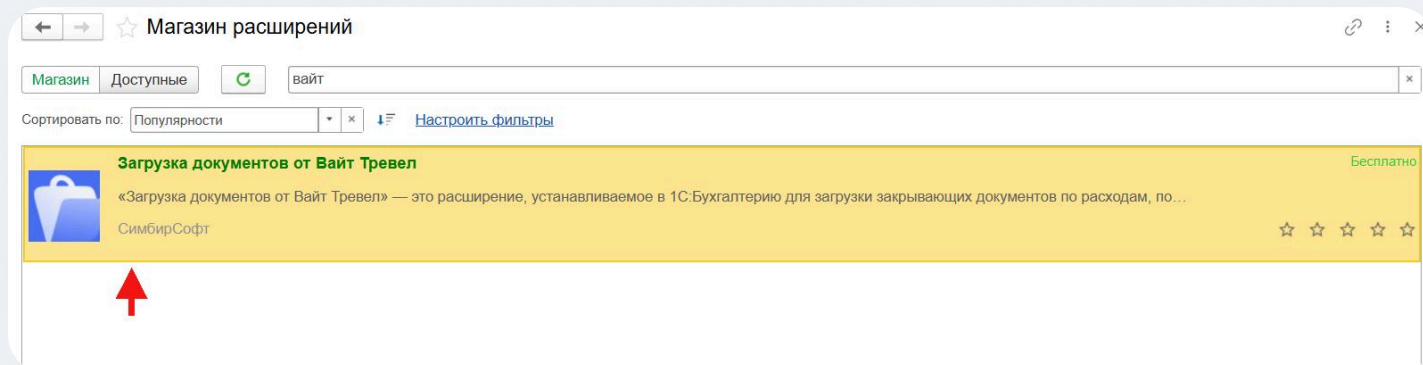 Магазин расширений
Магазин Доступные вайт
Сортировать по: Популярности Настроить фильтры
Загрузка документов от Вайт Тревел Бесплатно
«Загрузка документов от Вайт Тревел» — это расширение, устанавливаемое в 1С:Бухгалтерию для загрузки закрывающих документов по расходам, по…
СимбирСофт